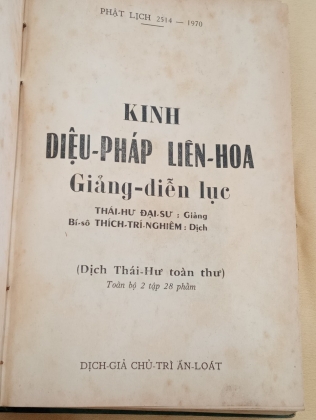 PHẬT LỊCH 2514 — 1970
KINH
DIỆU-PHÁP LIÊN-HOA
Giảng-diễn lục
THÁI-HƯ ĐẠI-SƯ : Giảng
Bí-sô THÍCH-TRÍ-NGHIÊM : Dịch
(Dịch Thái-Hư toàn thư)
Toàn bộ 2 tập 28 phẩm
DỊCH-GIẢ CHỦ-TRÌ ẤN-LOÁT